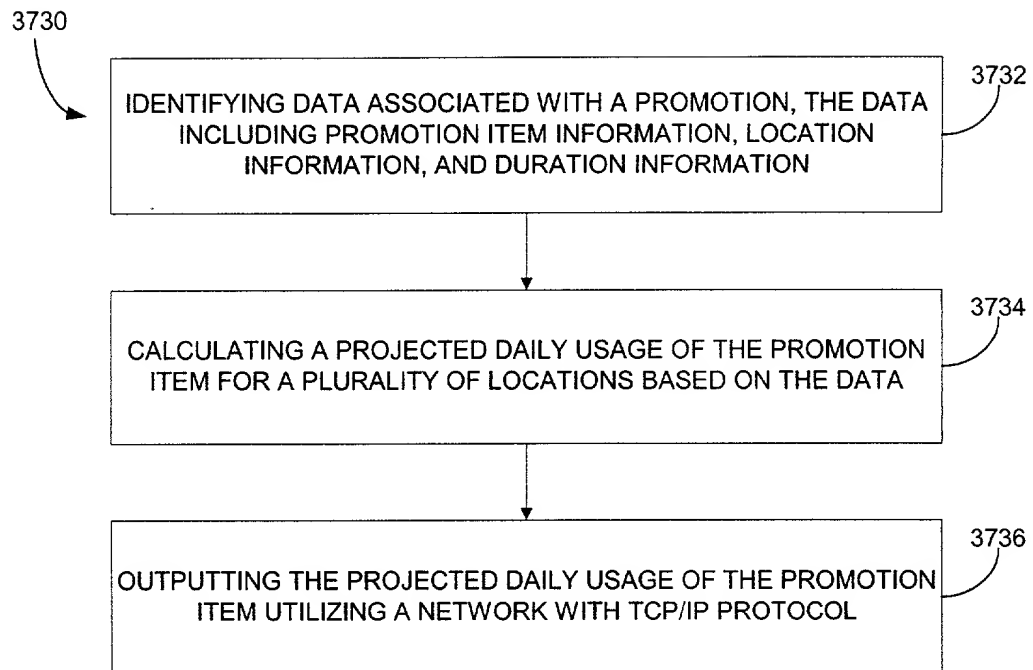 3730
3732
IDENTIFYING DATA ASSOCIATED WITH A PROMOTION, THE DATA
INCLUDING PROMOTION ITEM INFORMATION, LOCATION
INFORMATION, AND DURATION INFORMATION
3734
CALCULATING A PROJECTED DAILY USAGE OF THE PROMOTION
ITEM FOR A PLURALITY OF LOCATIONS BASED ON THE DATA
3736
OUTPUTTING THE PROJECTED DAILY USAGE OF THE PROMOTION
ITEM UTILIZING A NETWORK WITH TCP/IP PROTOCOL